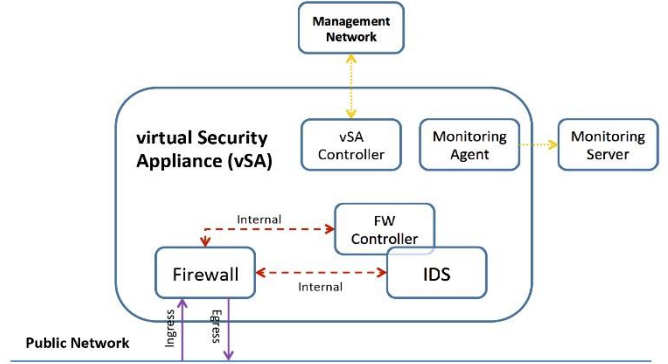 Management
Network
virtual Security
Appliance (vSA)
vSA
Controller
Monitoring
Agent
Monitoring
Server
Internal
FW
Controller
Firewall
Internal
IDS
Ingress
Egress
Public Network